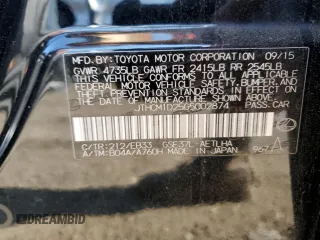 MFD. BY: TOYOTA MOTOR CORPORATION 09/15
GVWR 4735LB GAWR FR 2415LB RR 2545LB
THIS VEHICLE CONFORMS TO ALL APPLICABLE
FEDERAL MOTOR VEHICLE SAFETY, BUMPER, AND
THEFT PREVENTION STANDARDS IN EFFECT ON
THE DATE OF MANUFACTURE SHOWN ABOVE.
JTHCM1D25G5002874 PASS.CAR
C/TR:212/EB33 GSE37L-AETLHA
A/TM:B04A/A760H MADE IN JAPAN 967 A
AUTOBIDMASTER